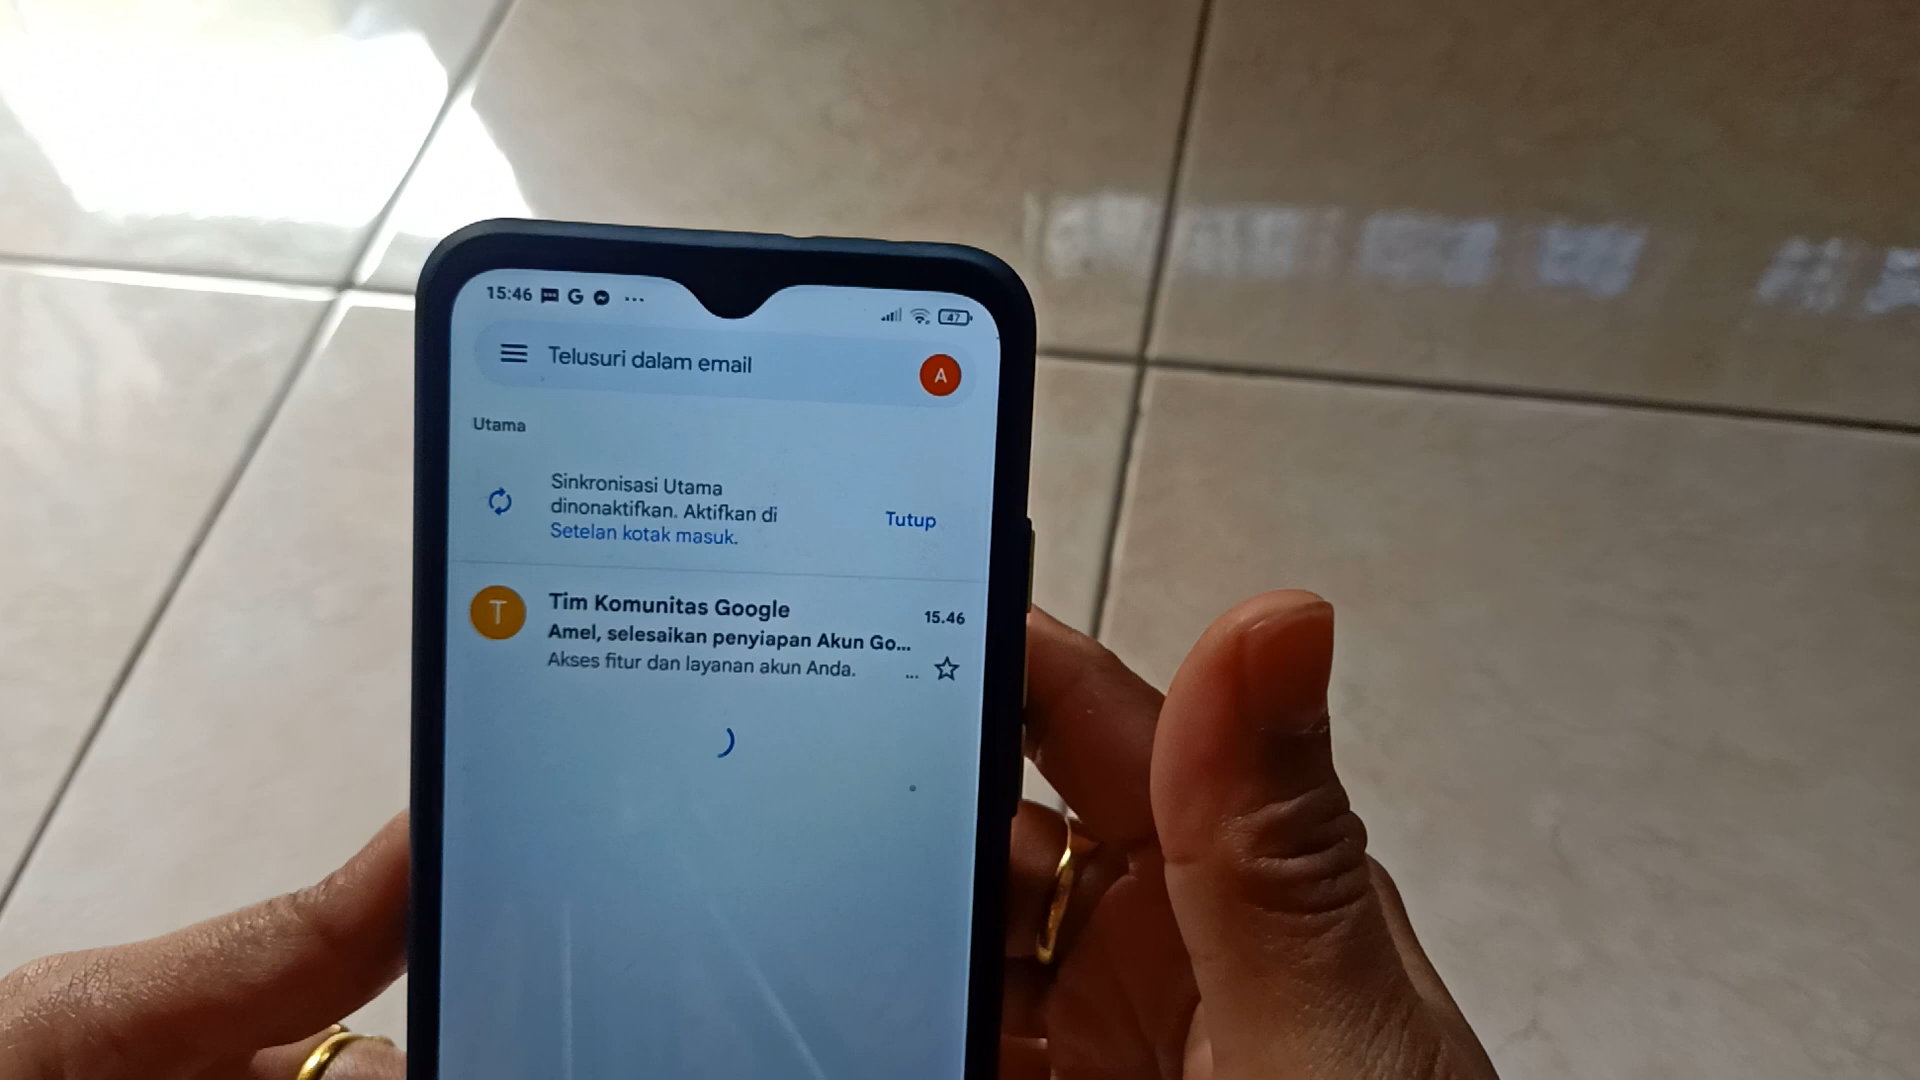 15:46 G ... 47
Telusuri dalam email
A
Utama
Sinkronisasi Utama
dinonaktifkan. Aktifkan di
Setelan kotak masuk.
Tutup
T
Tim Komunitas Google
15.46
Amel, selesaikan penyiapan Akun Go...
Akses fitur dan layanan akun Anda.
...